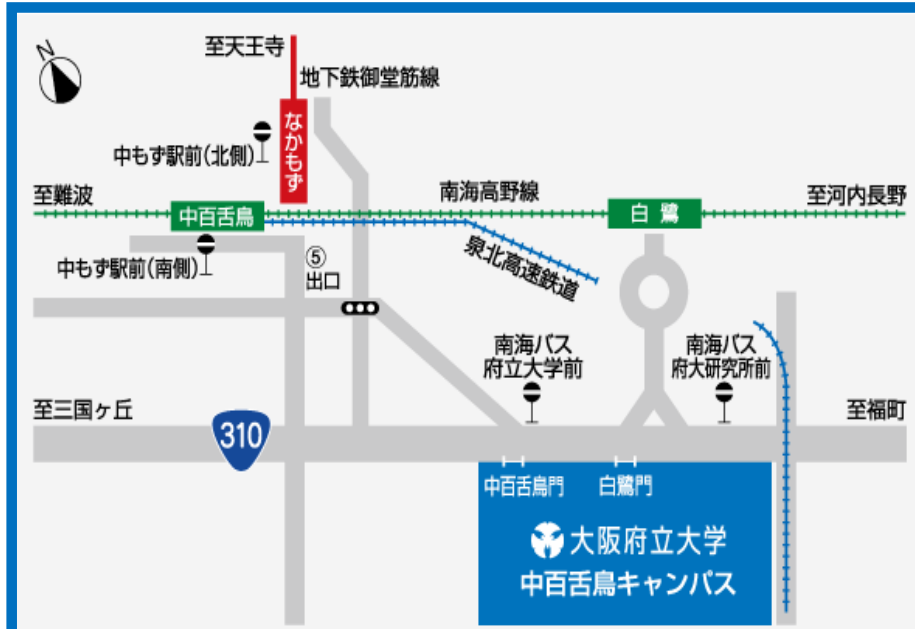 N
至天王寺
地下鉄御堂筋線
なかもず
中もず駅前(北側)
至難波
中百舌鳥
南海高野線
白鷺
至河内長野
中もず駅前(南側)
⑤
出口
泉北高速鉄道
南海バス
府立大学前
南海バス
府大研究所前
至三国ヶ丘
310
至福町
中百舌鳥門
白鷺門
大阪府立大学
中百舌鳥キャンパス